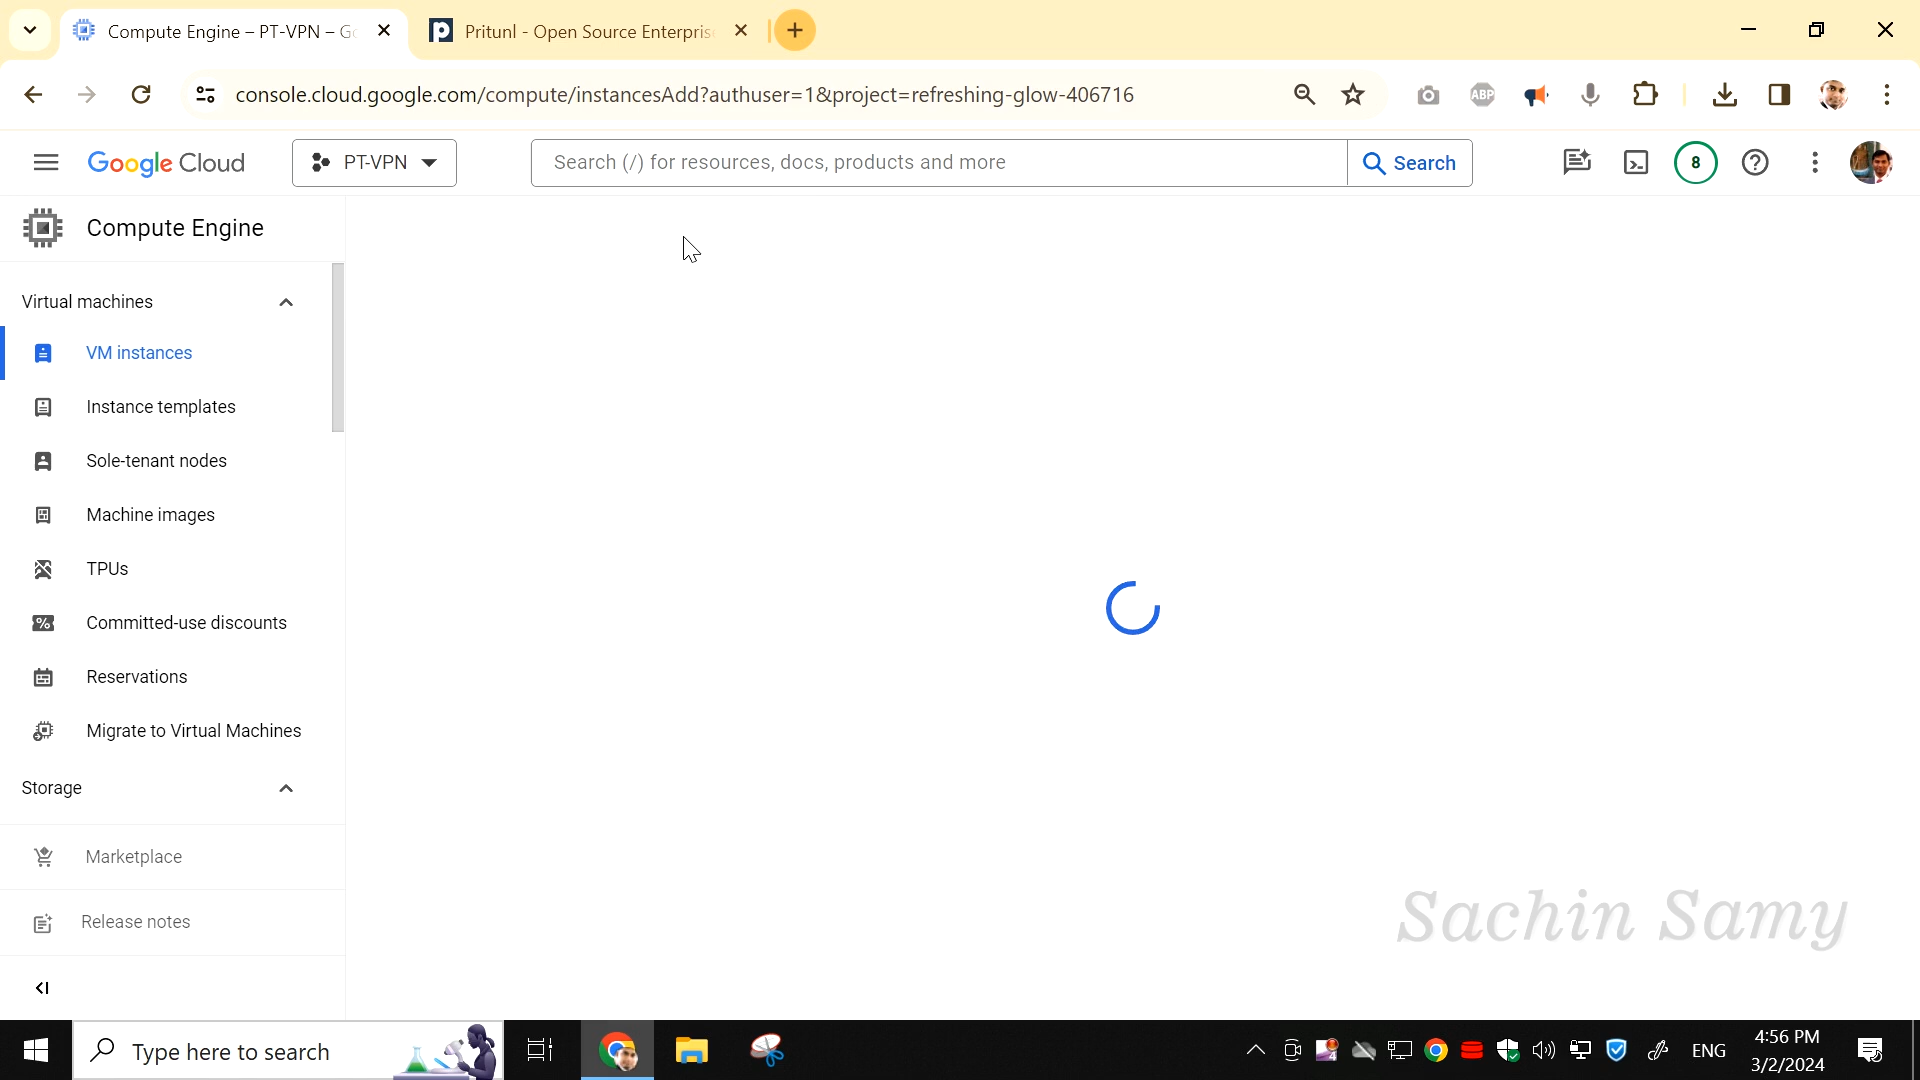 Compute Engine – PT-VPN – Go
Pritunl - Open Source Enterpris
console.cloud.google.com/compute/instancesAdd?authuser=1&project=refreshing-glow-406716
ABP
Google Cloud
PT-VPN
Search (/) for resources, docs, products and more
Search
8
Compute Engine
Virtual machines
VM instances
Instance templates
Sole-tenant nodes
Machine images
TPUs
Committed-use discounts
Reservations
Migrate to Virtual Machines
Storage
Marketplace
Release notes
Sachin Samy
Type here to search
ENG
4:56 PM
3/2/2024